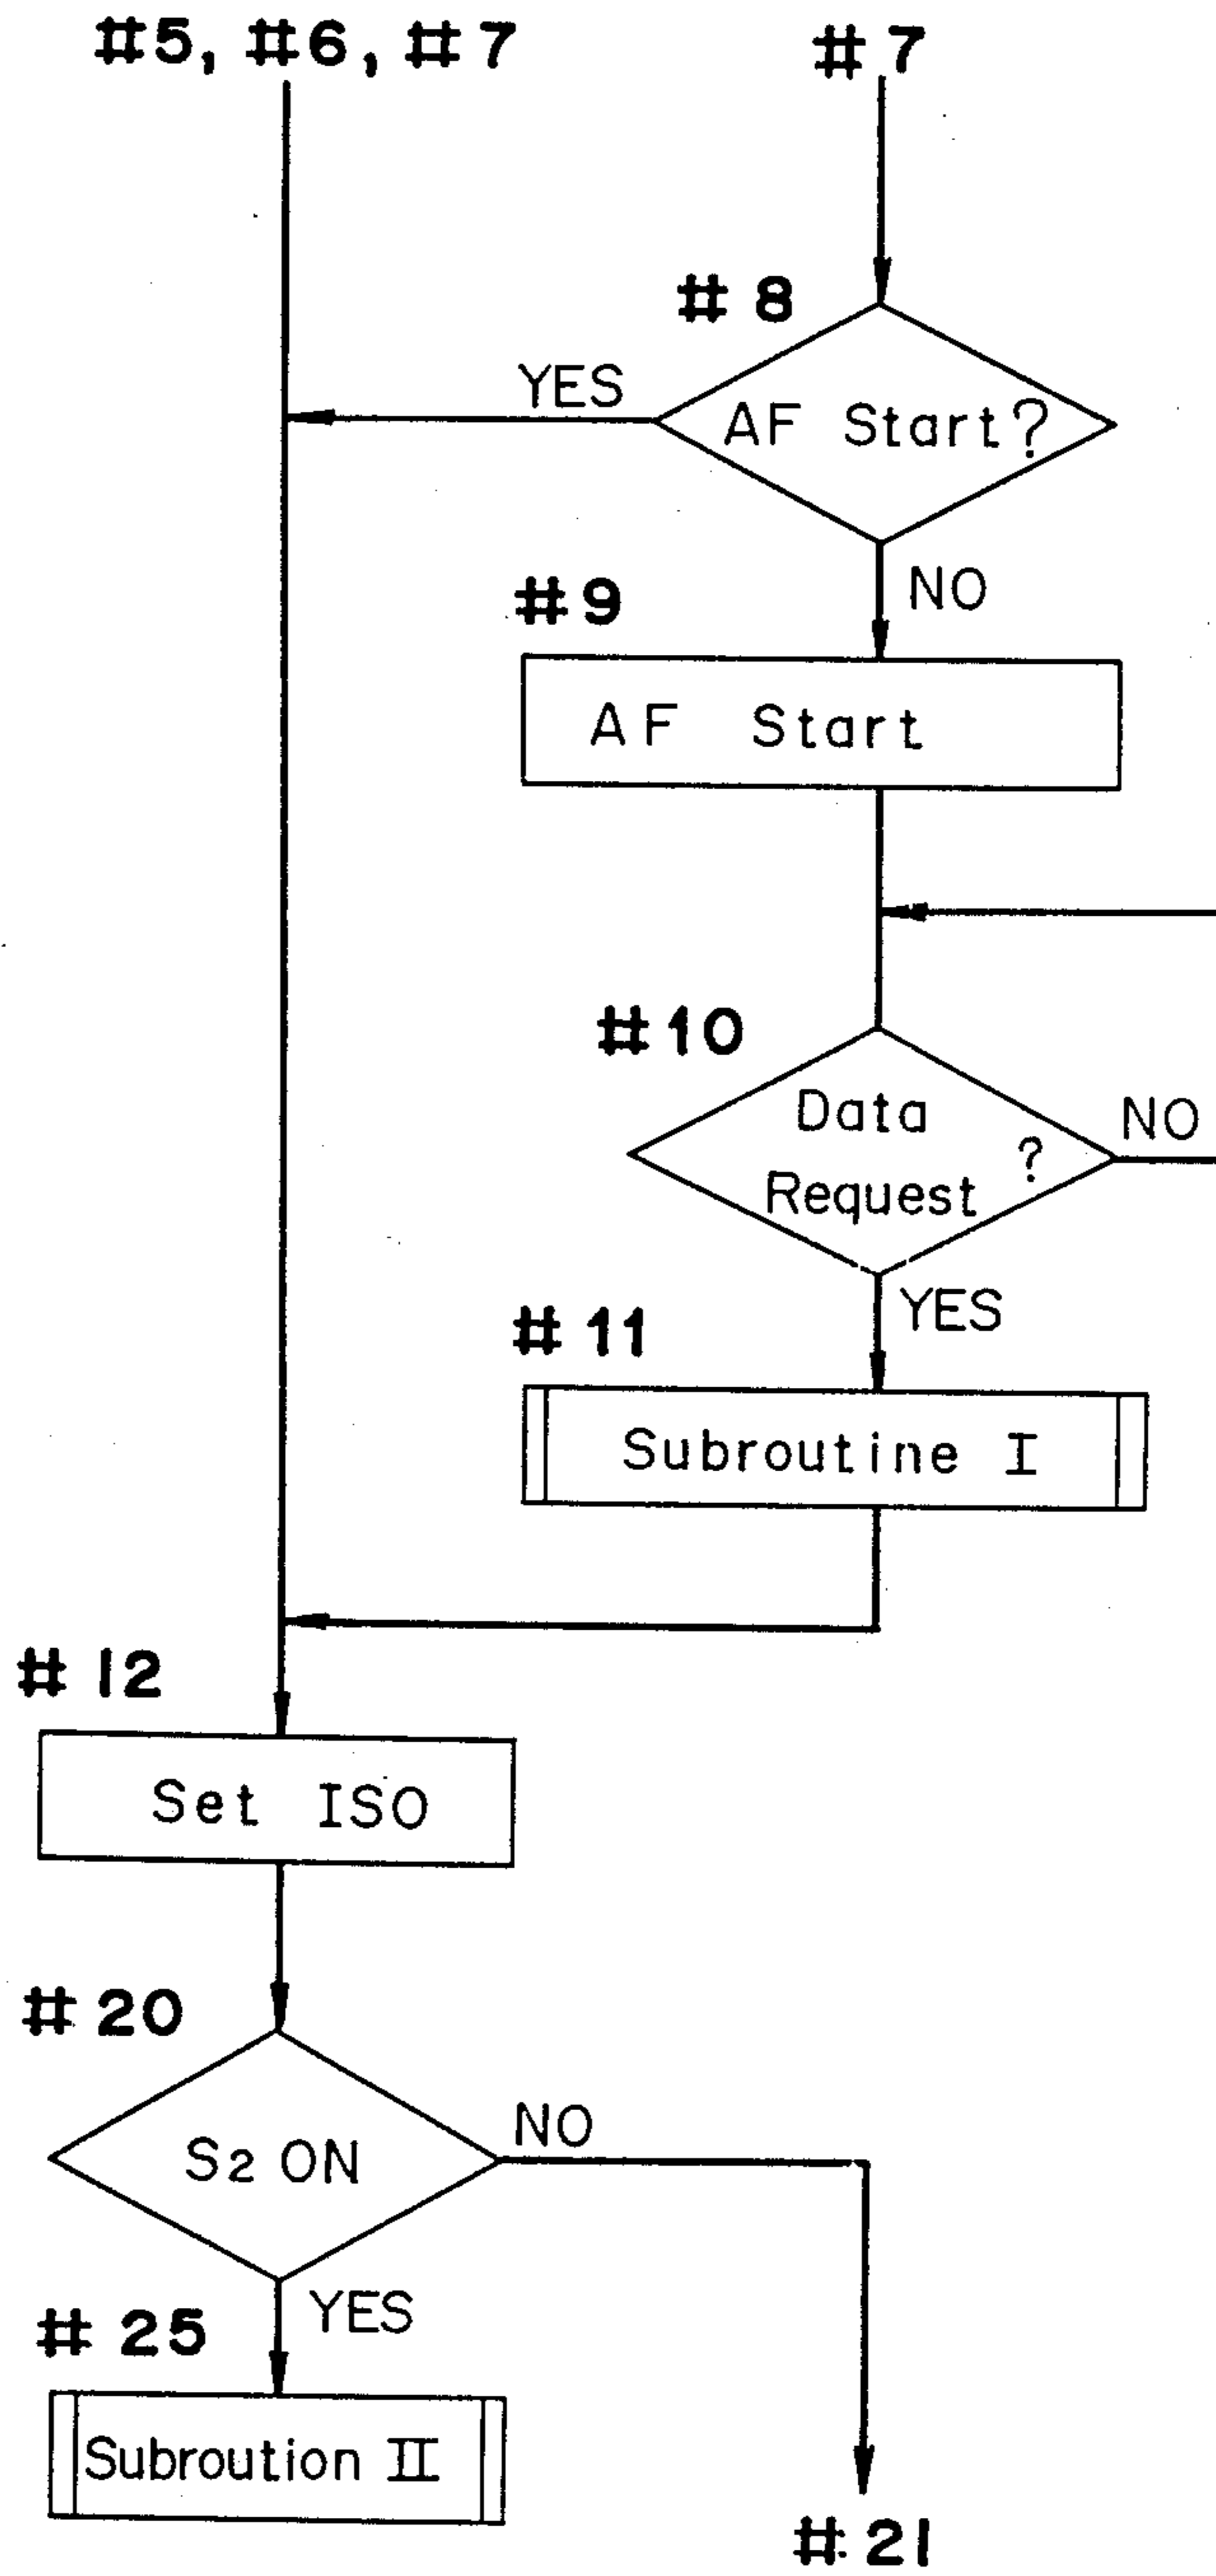 #5, #6, #7
#7
#8
YES
AF Start?
NO
#9
AF Start
#10
Data
Request ?
NO
YES
#11
Subroutine I
#12
Set ISO
#20
S2 ON
NO
YES
#25
Subroution II
#21